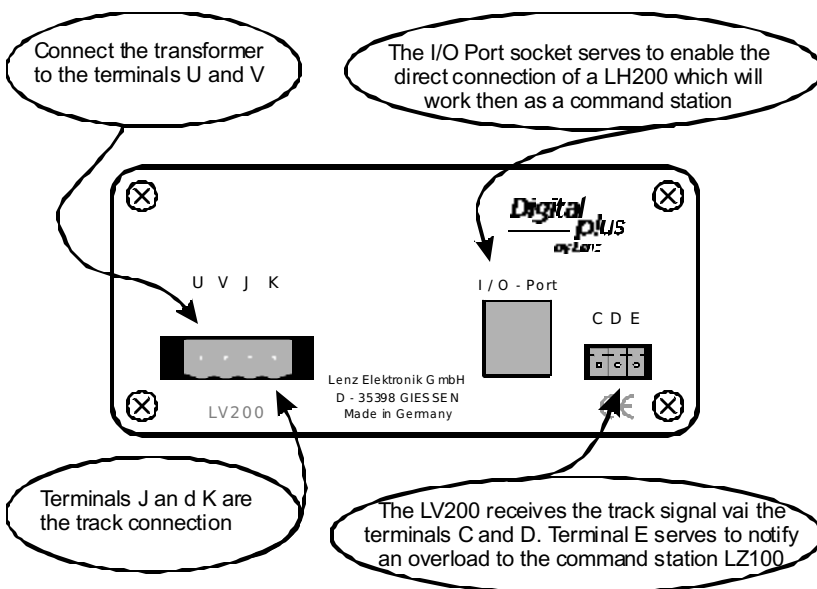 Connect the transformer
to the terminals U and V
The I/O Port socket serves to enable the
direct connection of a LH200 which will
work then as a command station
Digital
plus
by Lenz
U V J K
I / O - Port
C D E
Lenz Elektronik GmbH
D - 35398 GIESSEN
Made in Germany
LV200
CE
Terminals J an d K are
the track connection
The LV200 receives the track signal vai the
terminals C and D. Terminal E serves to notify
an overload to the command station LZ100